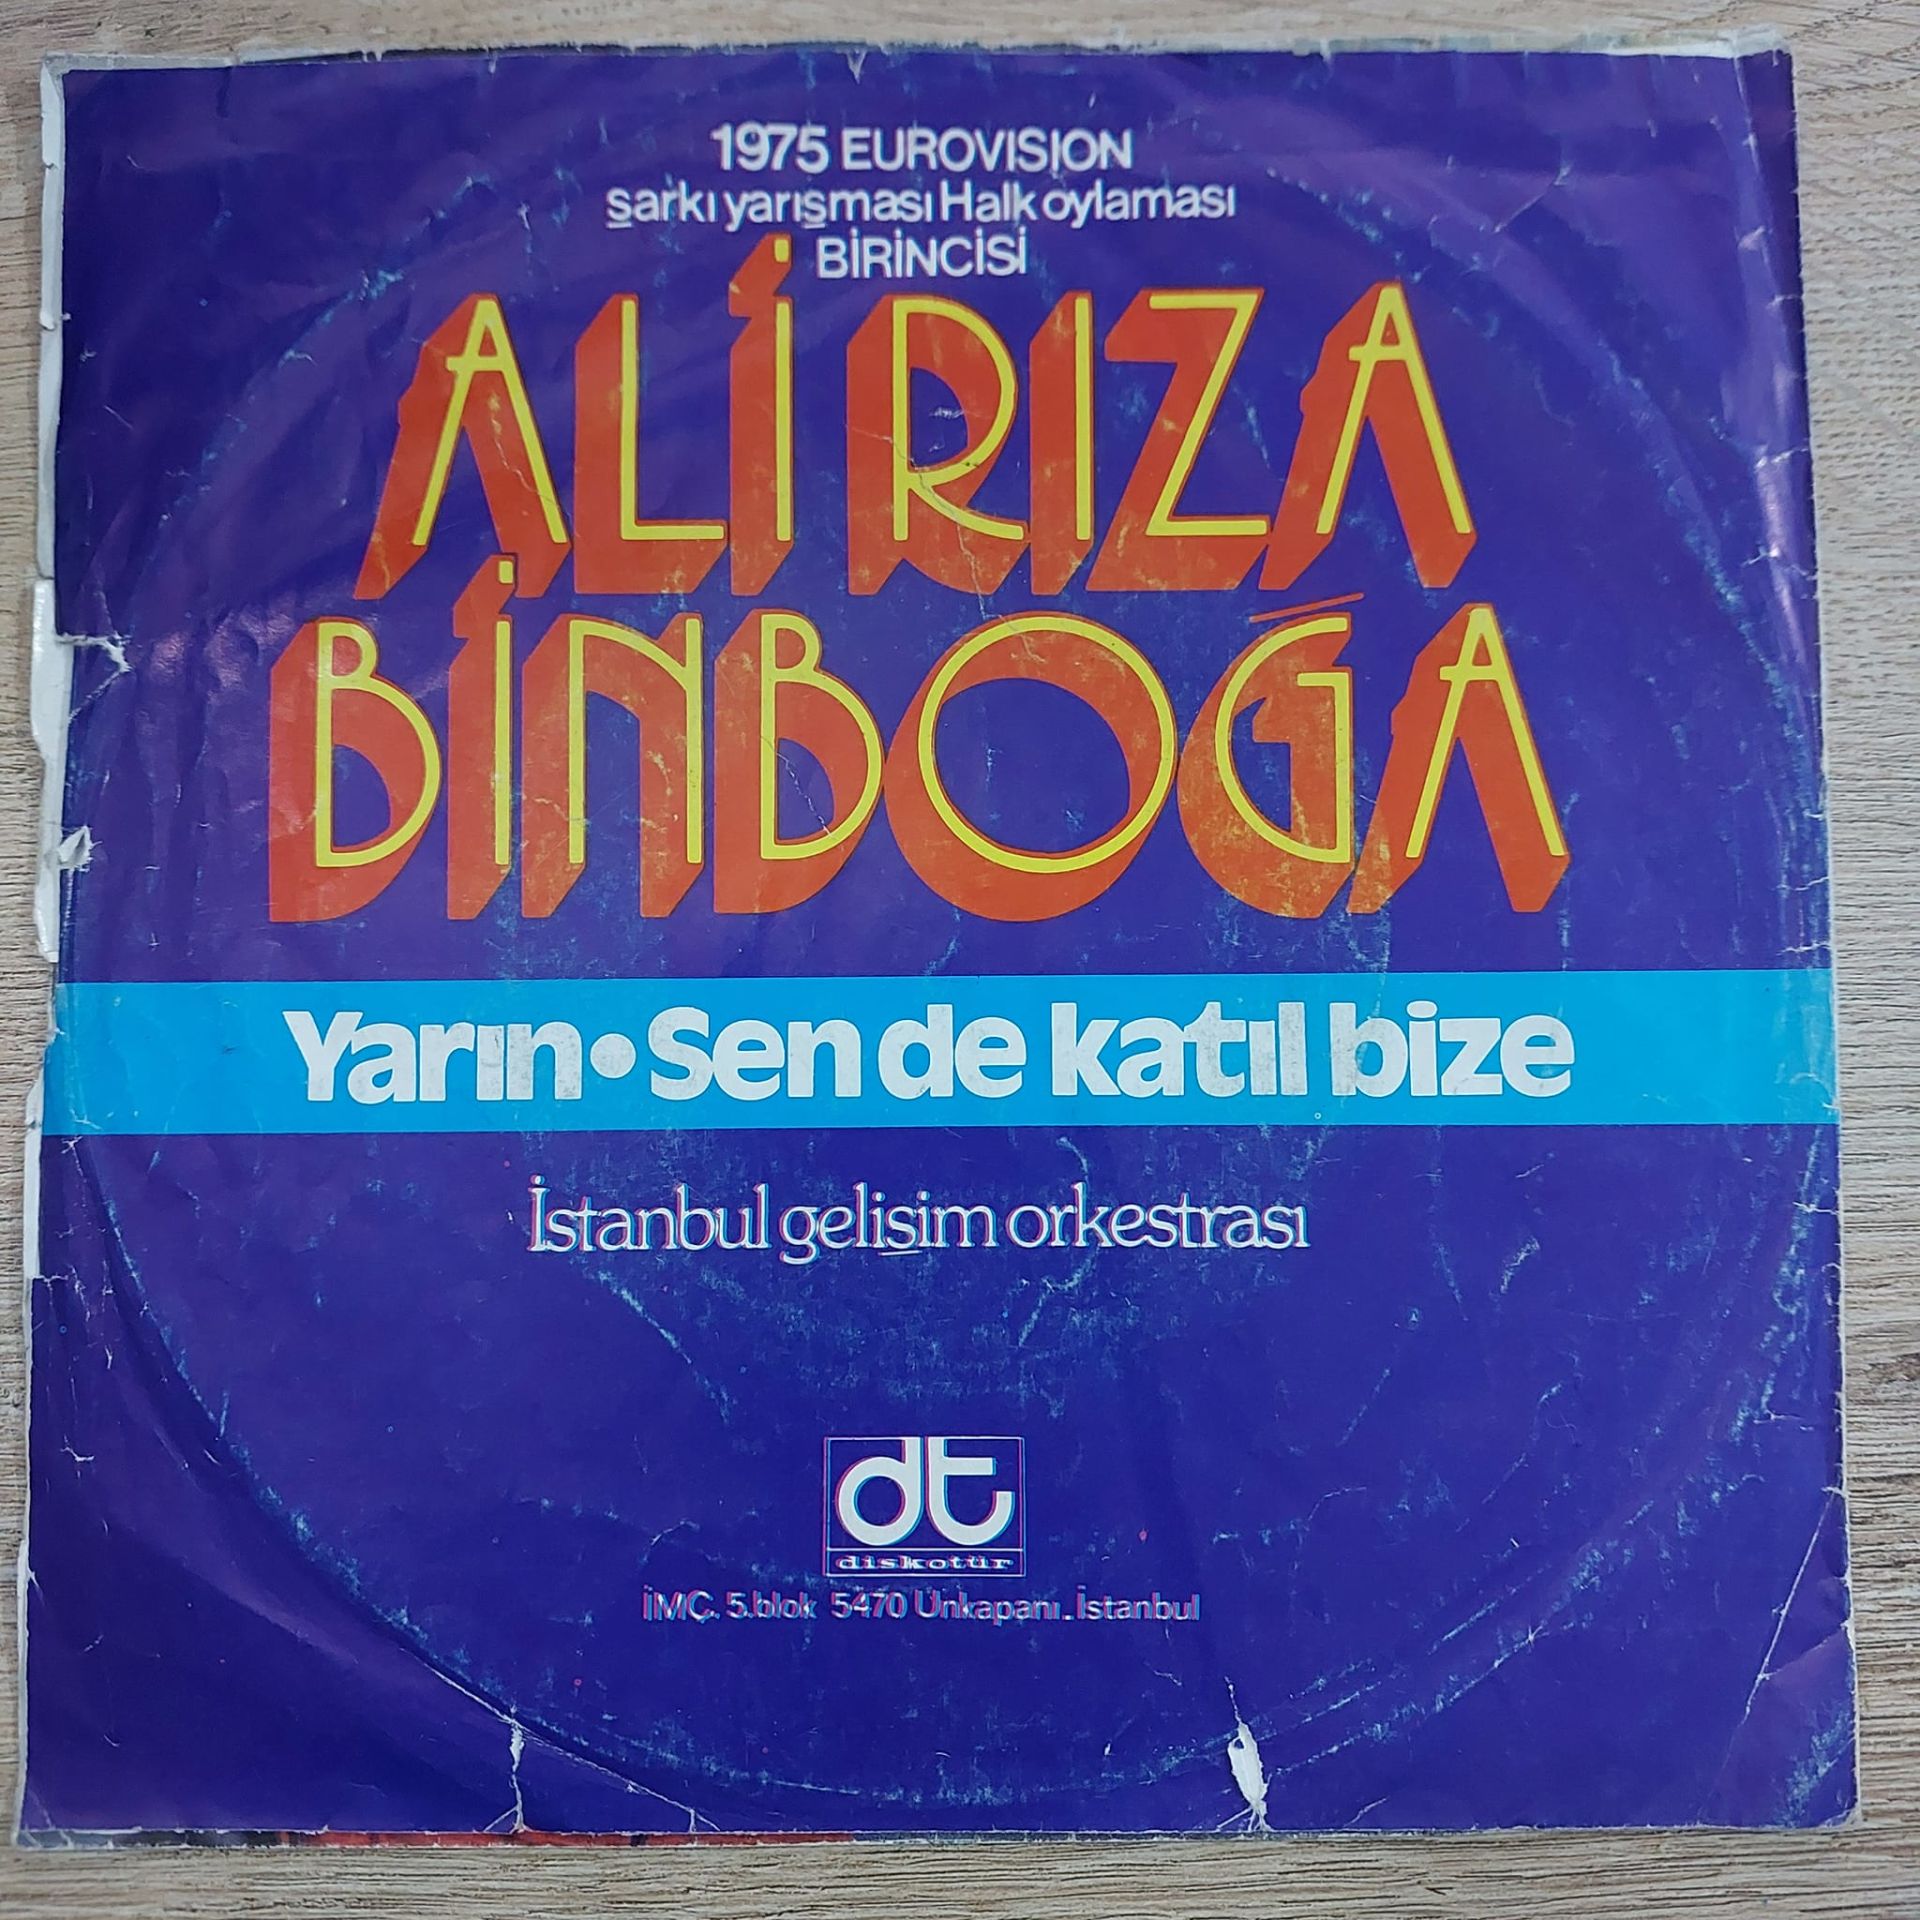 1975 EUROVISION
şarkı yarışması Halk oylaması
BİRİNCİSİ
ALİ RIZA
BİNBOĞA
Yarın • Sen de katıl bize
İstanbul gelişim orkestrası
dt
diskotür
İMÇ. 5.blok 5470 Unkapanı.İstanbul